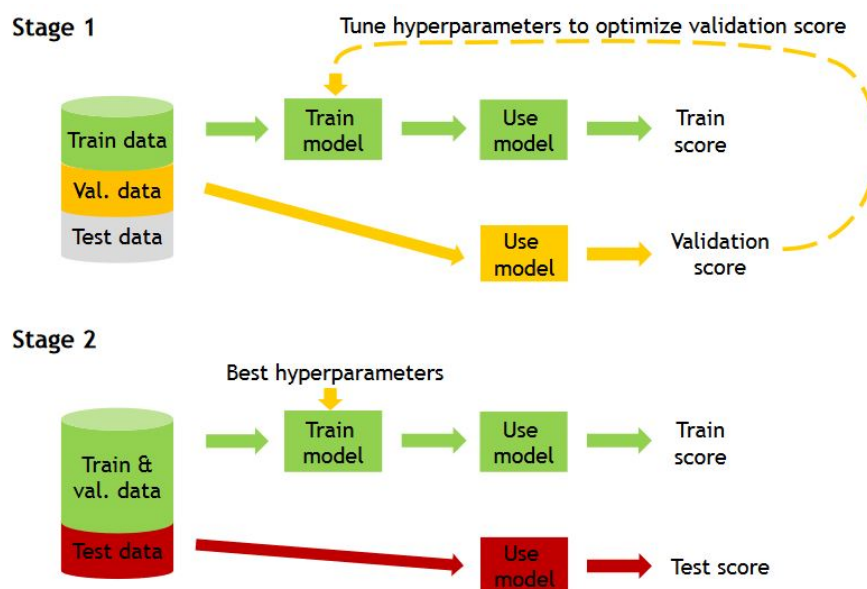 Stage 1
Tune hyperparameters to optimize validation score
Train data
Val. data
Test data
Train
model
Use
model
Train
score
Use
model
Validation
score
Stage 2
Best hyperparameters
Train &
val. data
Test data
Train
model
Use
model
Train
score
Use
model
Test score